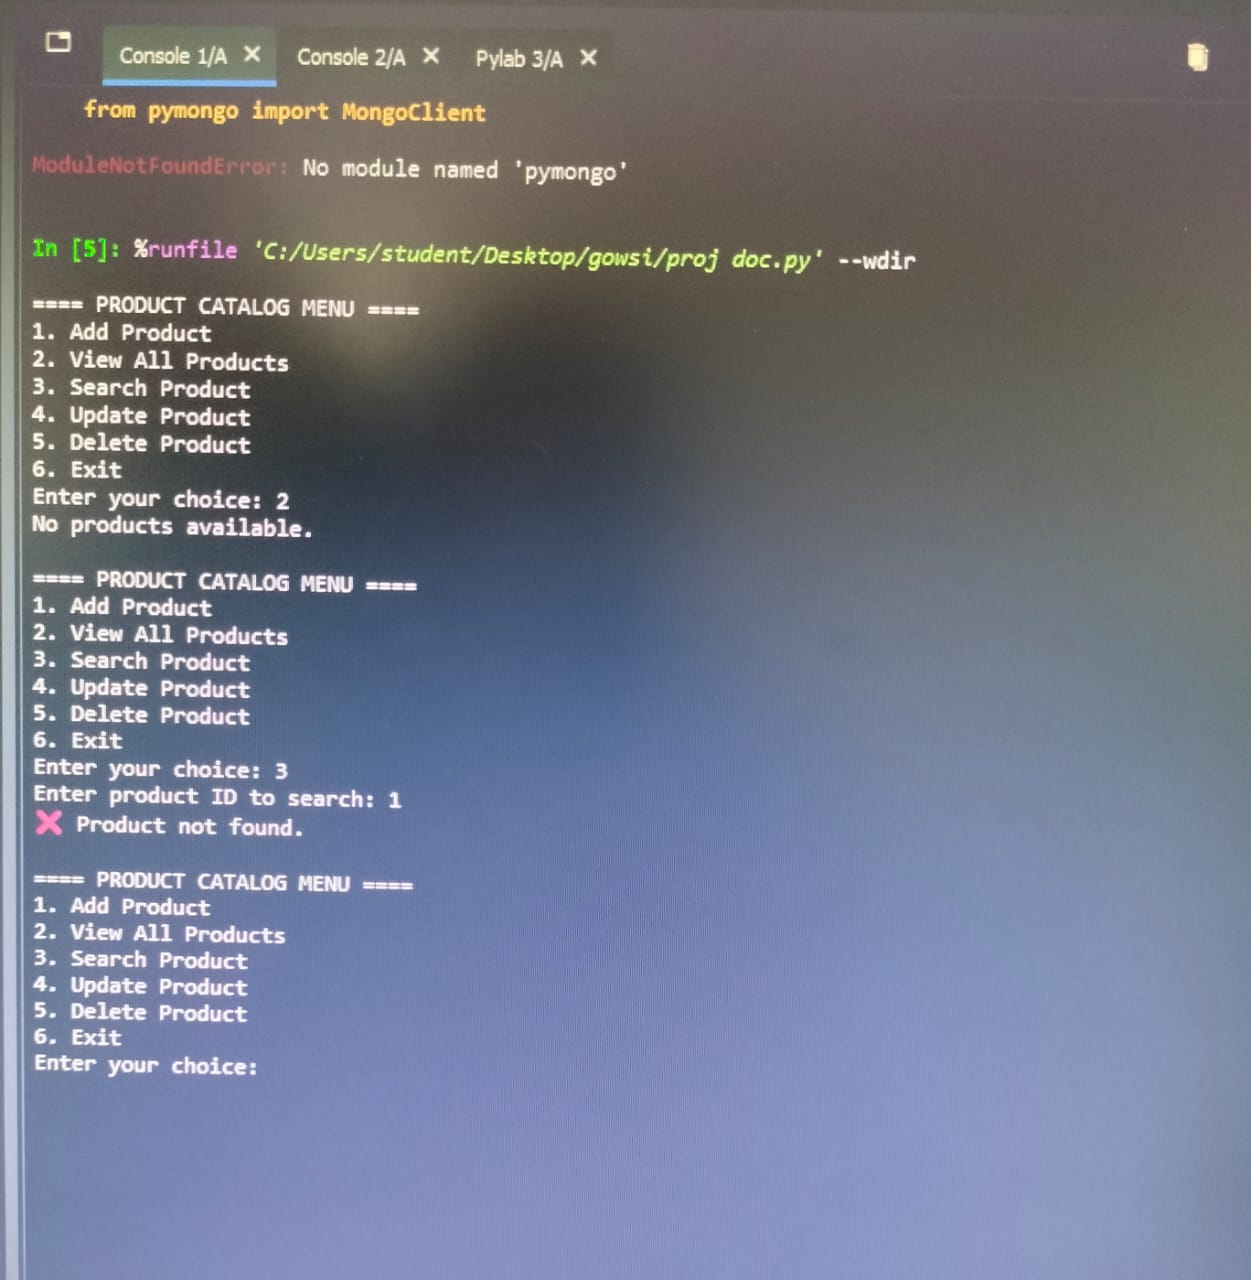 Console 1/A ✕ Console 2/A ✕ Pylab 3/A ✕
from pymongo import MongoClient
ModuleNotFoundError: No module named 'pymongo'
In [5]: %runfile 'C:/Users/student/Desktop/gowsi/proj doc.py' --wdir
==== PRODUCT CATALOG MENU ====
1. Add Product
2. View All Products
3. Search Product
4. Update Product
5. Delete Product
6. Exit
Enter your choice: 2
No products available.
==== PRODUCT CATALOG MENU ====
1. Add Product
2. View All Products
3. Search Product
4. Update Product
5. Delete Product
6. Exit
Enter your choice: 3
Enter product ID to search: 1
❌ Product not found.
==== PRODUCT CATALOG MENU ====
1. Add Product
2. View All Products
3. Search Product
4. Update Product
5. Delete Product
6. Exit
Enter your choice: